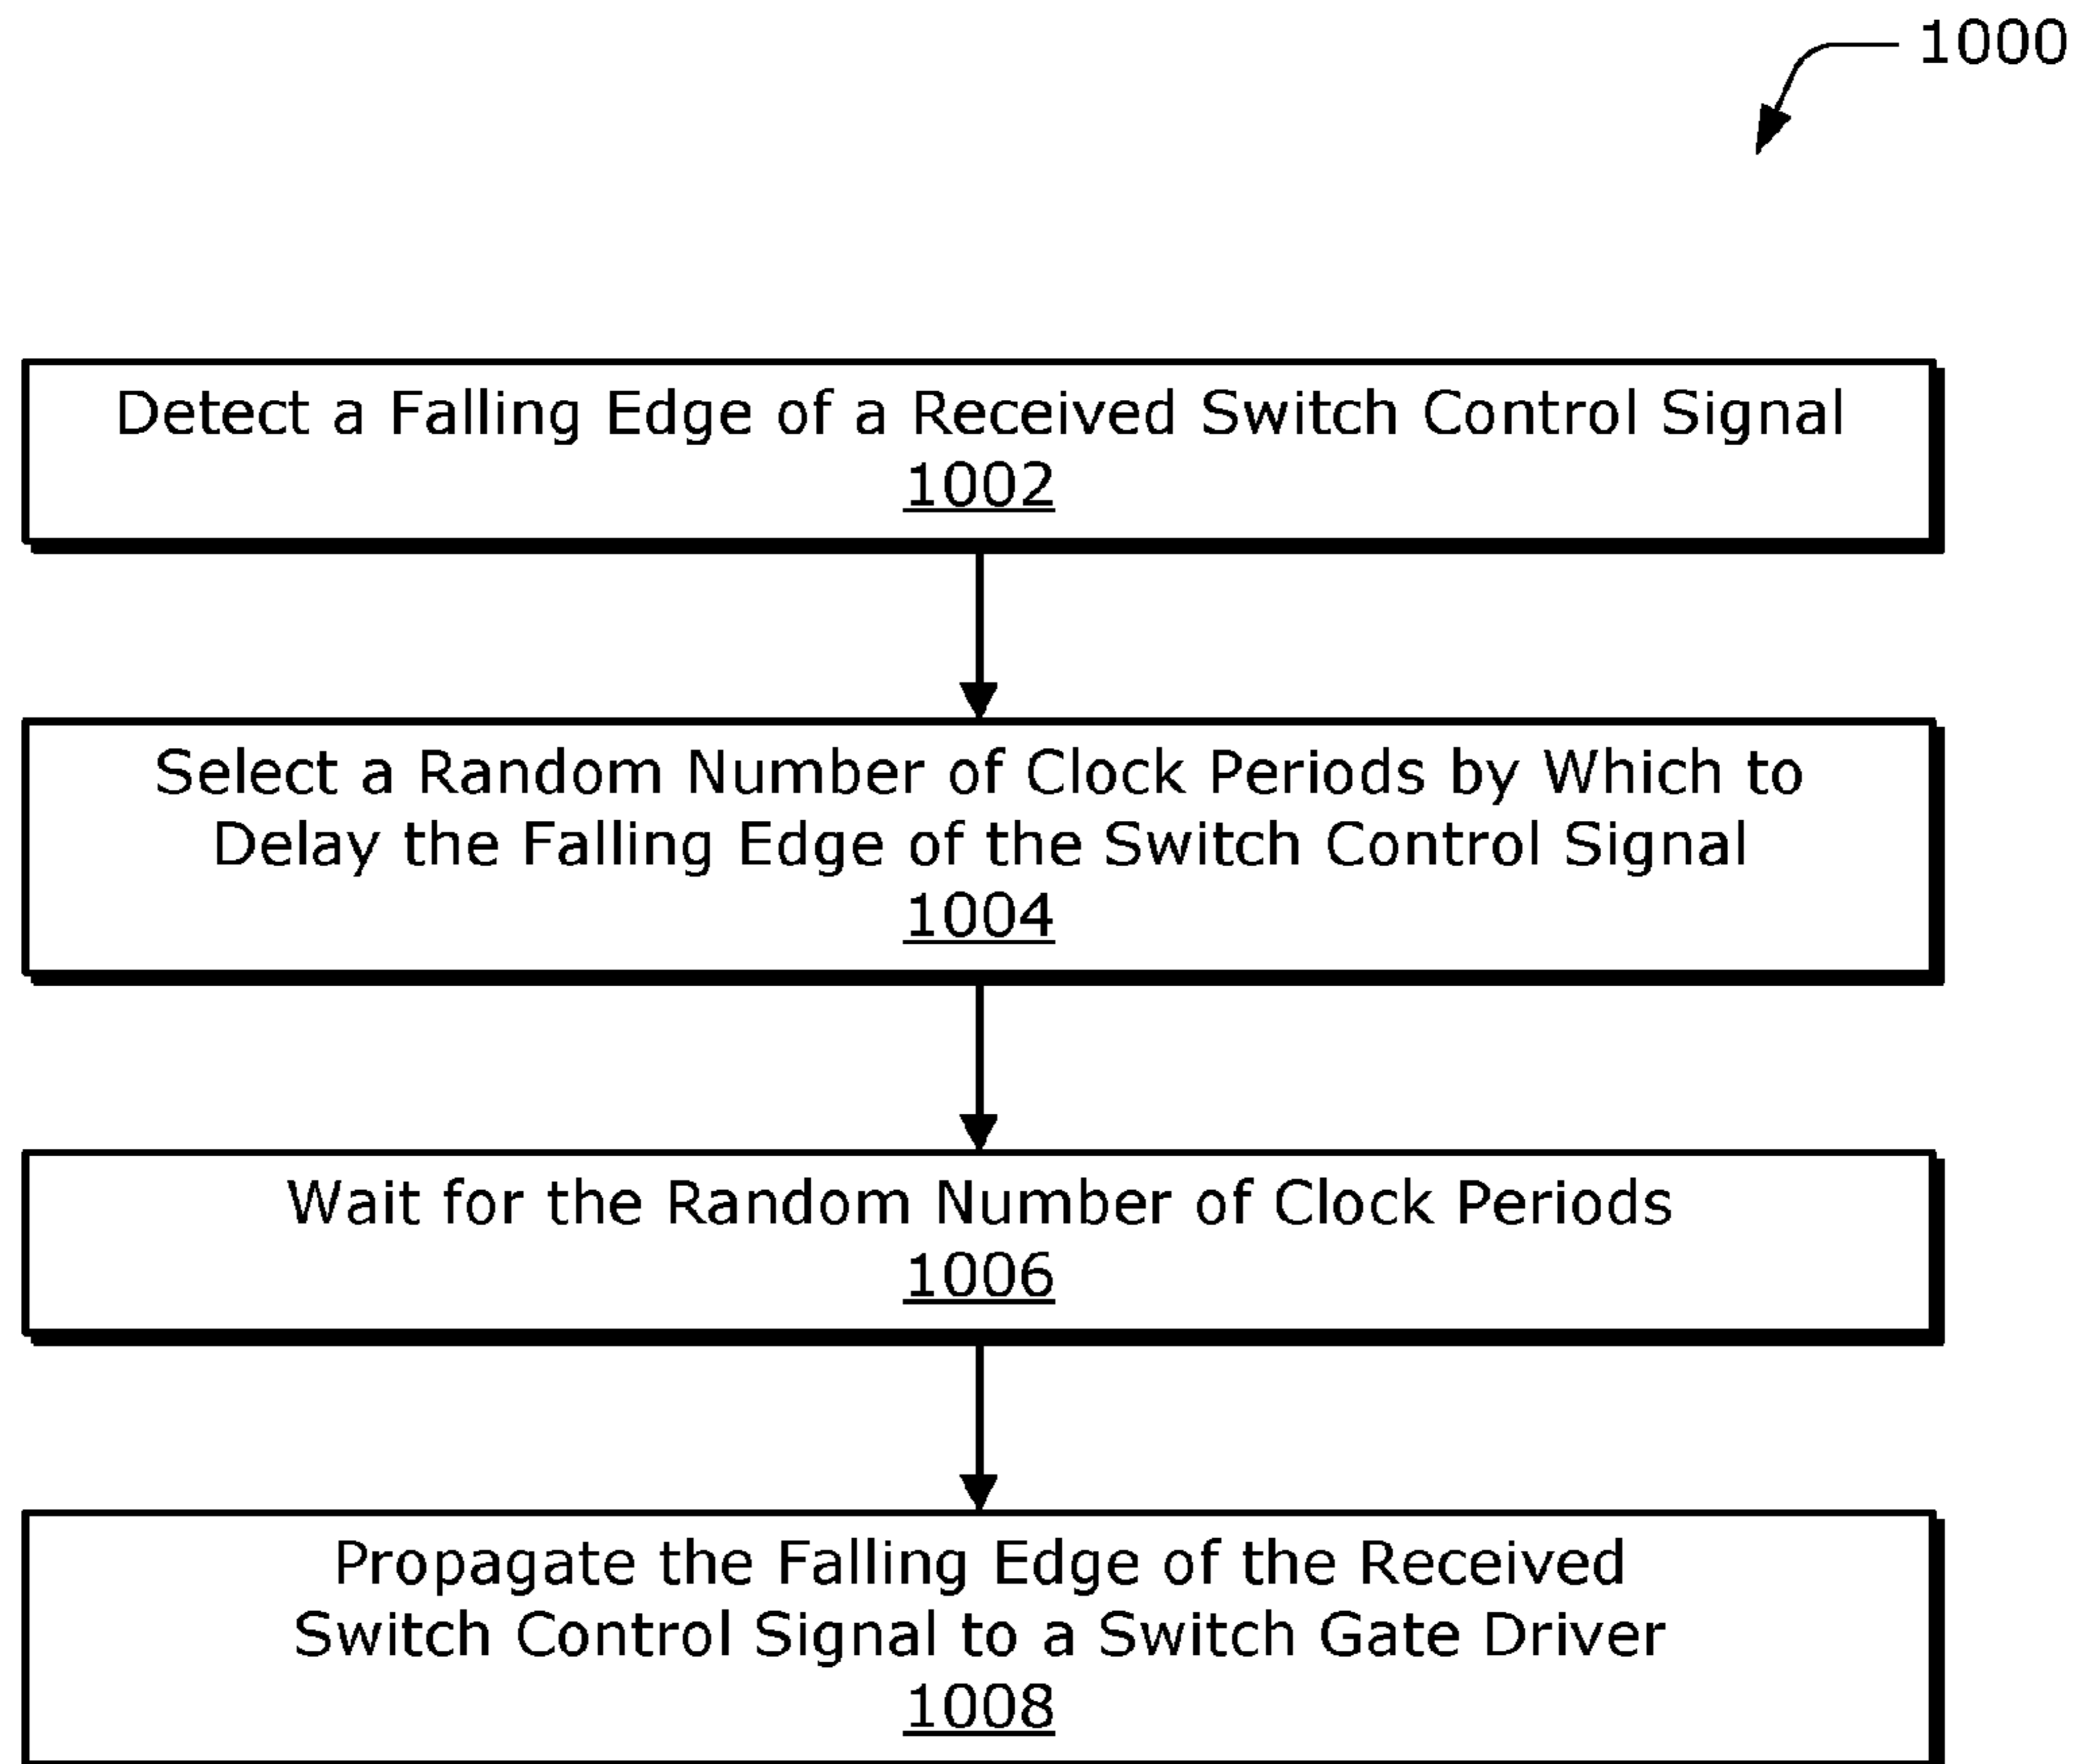 1000
Detect a Falling Edge of a Received Switch Control Signal
1002
Select a Random Number of Clock Periods by Which to
Delay the Falling Edge of the Switch Control Signal
1004
Wait for the Random Number of Clock Periods
1006
Propagate the Falling Edge of the Received
Switch Control Signal to a Switch Gate Driver
1008